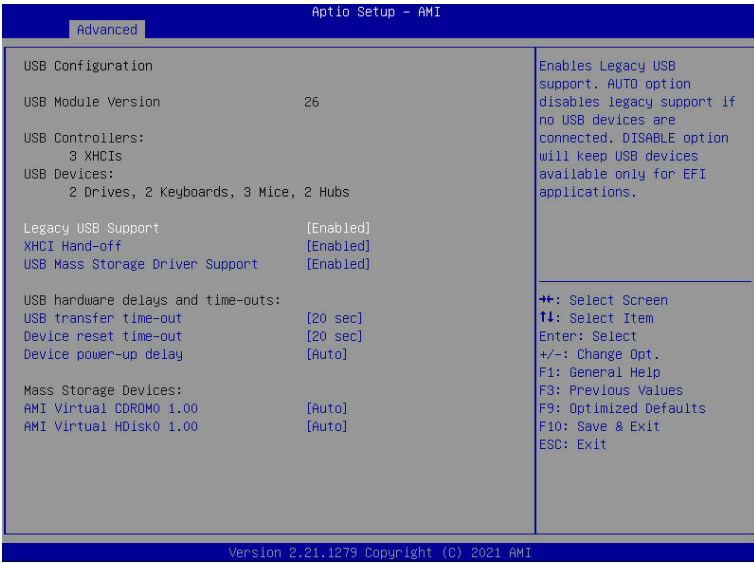 Aptio Setup - AMI
Advanced
USB Configuration
USB Module Version 26
USB Controllers:
3 XHCIs
USB Devices:
2 Drives, 2 Keyboards, 3 Mice, 2 Hubs
Legacy USB Support [Enabled]
XHCI Hand-off [Enabled]
USB Mass Storage Driver Support [Enabled]
USB hardware delays and time-outs:
USB transfer time-out [20 sec]
Device reset time-out [20 sec]
Device power-up delay [Auto]
Mass Storage Devices:
AMI Virtual CDROM0 1.00 [Auto]
AMI Virtual HDisk0 1.00 [Auto]
Enables Legacy USB
support. AUTO option
disables legacy support if
no USB devices are
connected. DISABLE option
will keep USB devices
available only for EFI
applications.
→←: Select Screen
↑↓: Select Item
Enter: Select
+/-: Change Opt.
F1: General Help
F3: Previous Values
F9: Optimized Defaults
F10: Save & Exit
ESC: Exit
Version 2.21.1279 Copyright (C) 2021 AMI